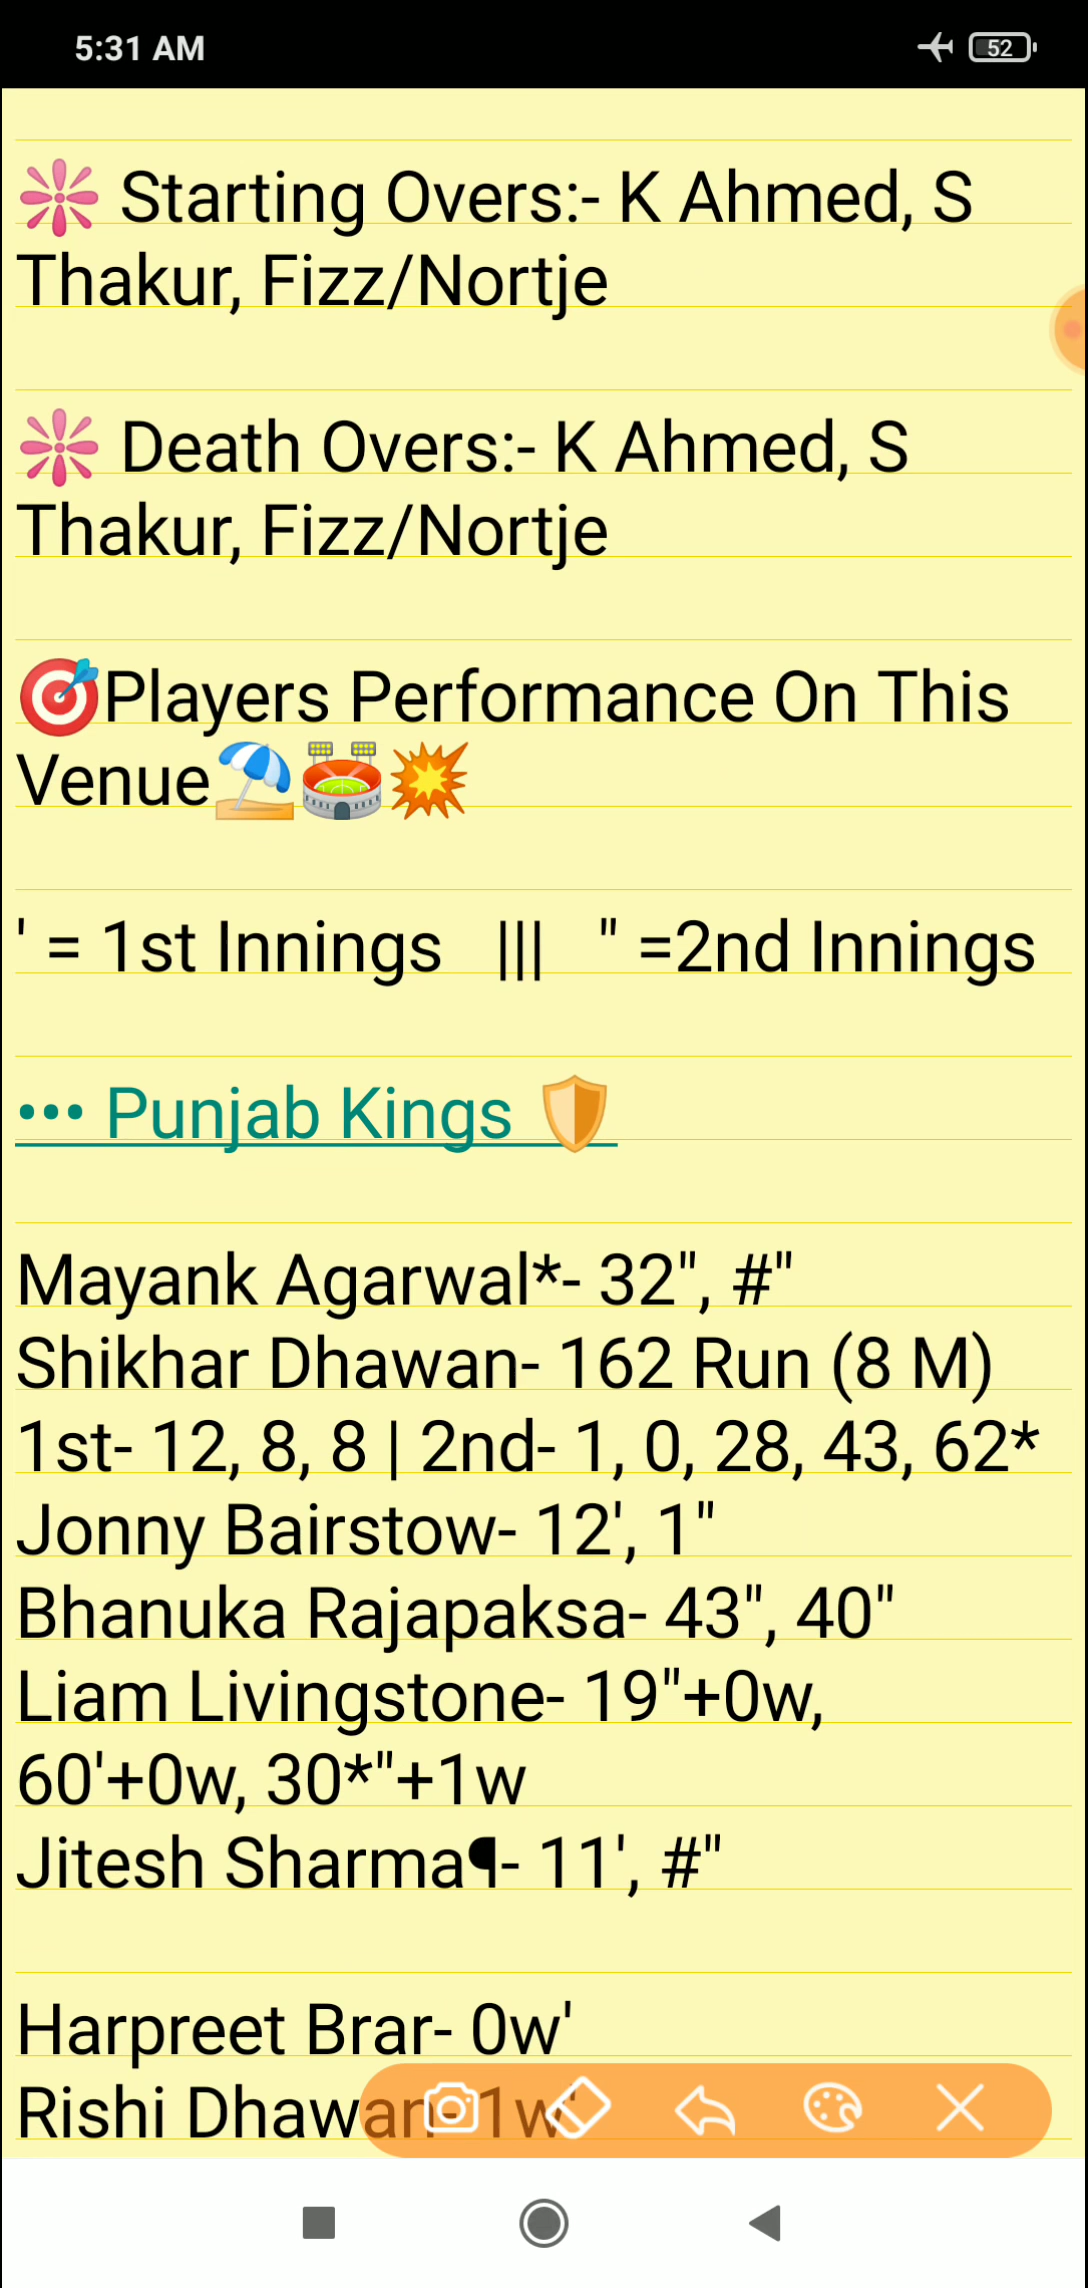 5:31 AM
52
Starting Overs:- K Ahmed, S
Thakur, Fizz/Nortje
Death Overs:- K Ahmed, S
Thakur, Fizz/Nortje
🎯Players Performance On This
Venue⛱🏟💥
' = 1st Innings ||| " =2nd Innings
••• Punjab Kings 🛡
Mayank Agarwal*- 32", #"
Shikhar Dhawan- 162 Run (8 M)
1st- 12, 8, 8 | 2nd- 1, 0, 28, 43, 62*
Jonny Bairstow- 12', 1"
Bhanuka Rajapaksa- 43", 40"
Liam Livingstone- 19"+0w,
60'+0w, 30*"+1w
Jitesh Sharma¶- 11', #"
Harpreet Brar- 0w'
Rishi Dhawan- 1w'